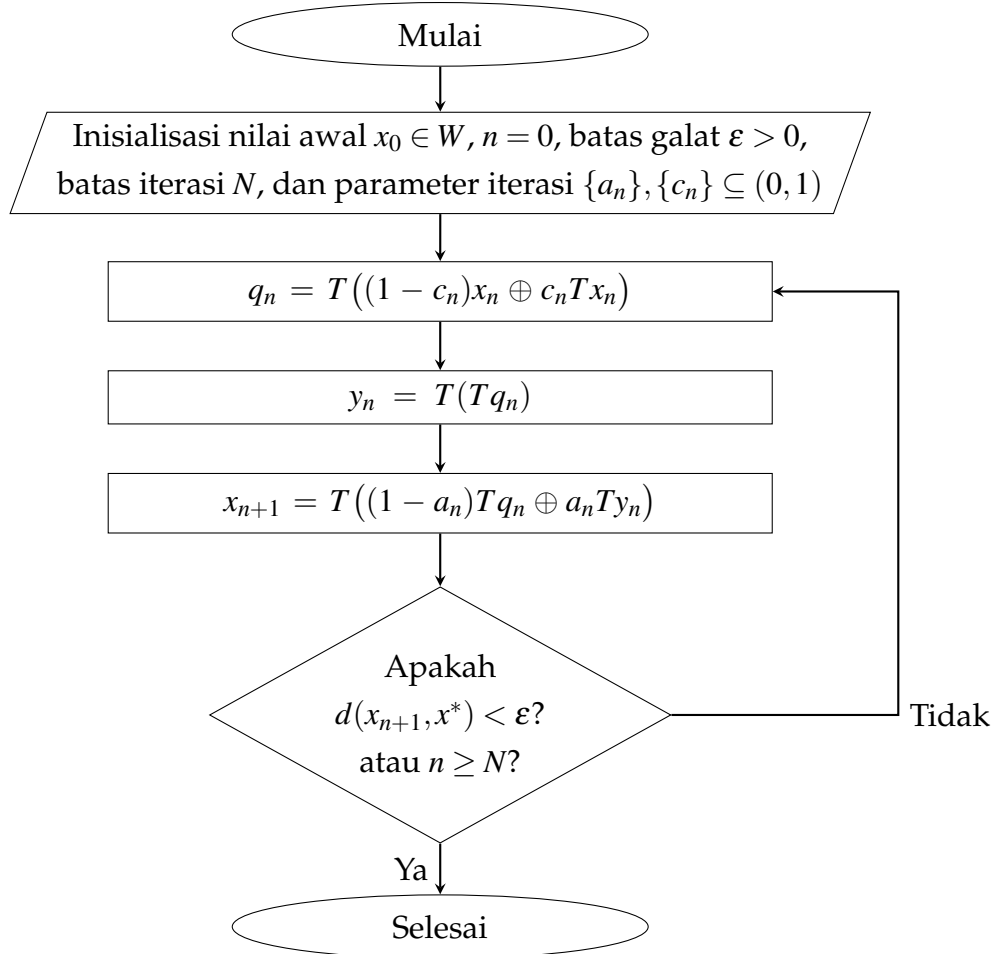 Mulai
Inisialisasi nilai awal x₀ ∈ W, n = 0, batas galat ε > 0,
batas iterasi N, dan parameter iterasi {aₙ}, {cₙ} ⊆ (0, 1)
qₙ = T((1 − cₙ)xₙ ⊕ cₙTxₙ)
yₙ = T(Tqₙ)
xₙ₊₁ = T((1 − aₙ)Tqₙ ⊕ aₙTyₙ)
Apakah
d(xₙ₊₁, x*) < ε?
atau n ≥ N?
Tidak
Ya
Selesai